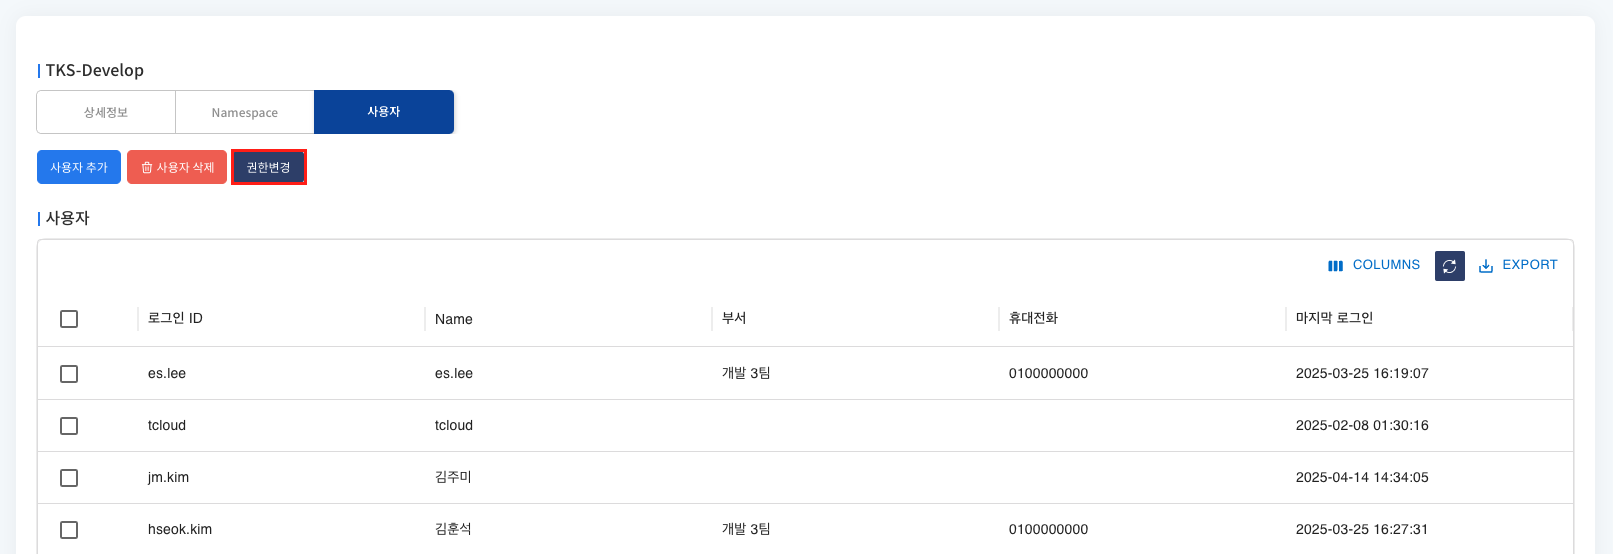 TKS-Develop
상세정보 Namespace 사용자
사용자 추가 사용자 삭제 권한변경
사용자
COLUMNS EXPORT
로그인 ID Name 부서 휴대전화 마지막 로그인
es.lee es.lee 개발 3팀 0100000000 2025-03-25 16:19:07
tcloud tcloud 2025-02-08 01:30:16
jm.kim 김주미 2025-04-14 14:34:05
hseok.kim 김훈석 개발 3팀 0100000000 2025-03-25 16:27:31